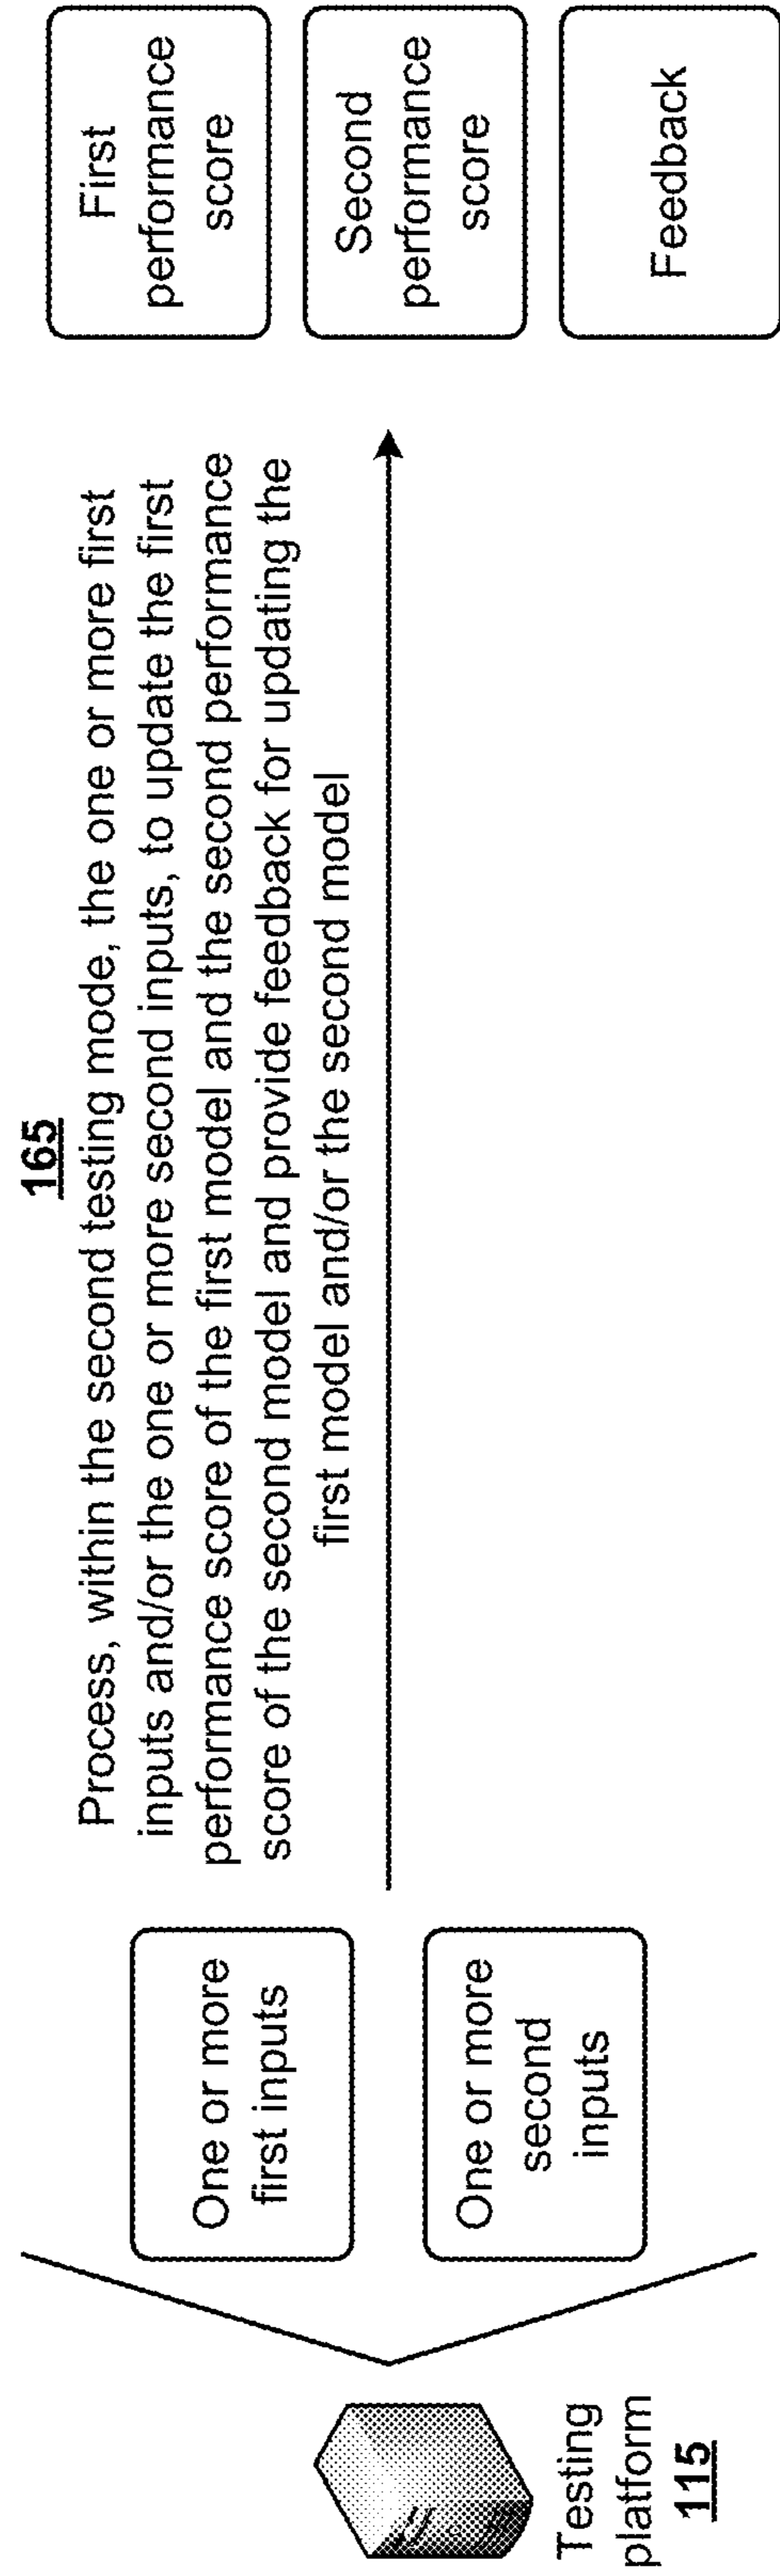 165
Process, within the second testing mode, the one or more first
inputs and/or the one or more second inputs, to update the first
performance score of the first model and the second performance
score of the second model and provide feedback for updating the
first model and/or the second model
Testing
platform
115
One or more
first inputs
One or more
second
inputs
First
performance
score
Second
performance
score
Feedback